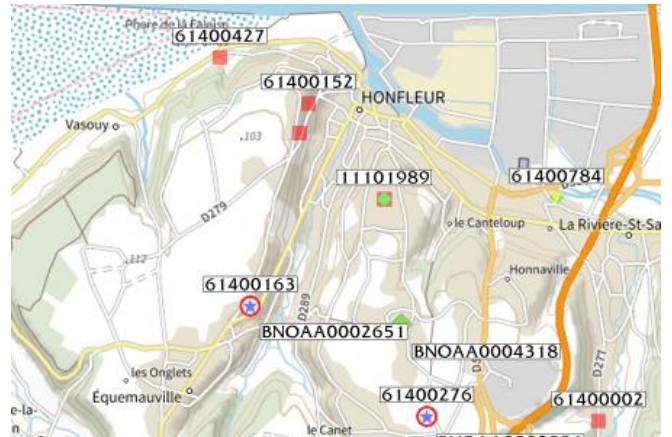 Phare de la Falaise
61400427
61400152
HONFLEUR
Vasouy
.103
11101989
61400784
D279
le Canteloup
La Rivière-St-Sa
.112
Honnaville
61400163
D289
BNOAA0002651
BNOAA0004318
D271
les Onglets
Équemauville
61400276
61400002
le Canet